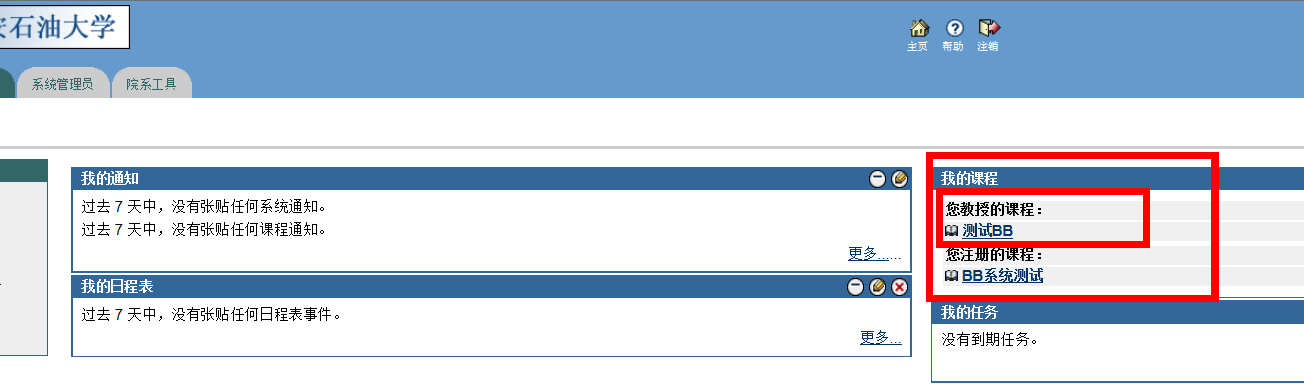 石油大学
主页 帮助 注销
系统管理员 院系工具
我的通知
过去 7 天中，没有张贴任何系统通知。
过去 7 天中，没有张贴任何课程通知。
更多......
我的日程表
过去 7 天中，没有张贴任何日程表事件。
更多...
我的课程
您教授的课程：
测试BB
您注册的课程：
BB系统测试
我的任务
没有到期任务。